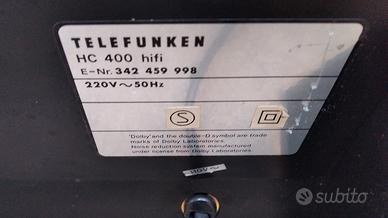 TELEFUNKEN
HC 400 hifi
E-Nr. 342 459 998
220V~50Hz
S
'Dolby' and the double-D symbol are trade
marks of Dolby Laboratories.
Noise reduction system manufactured
under license from Dolby Laboratories.
subito